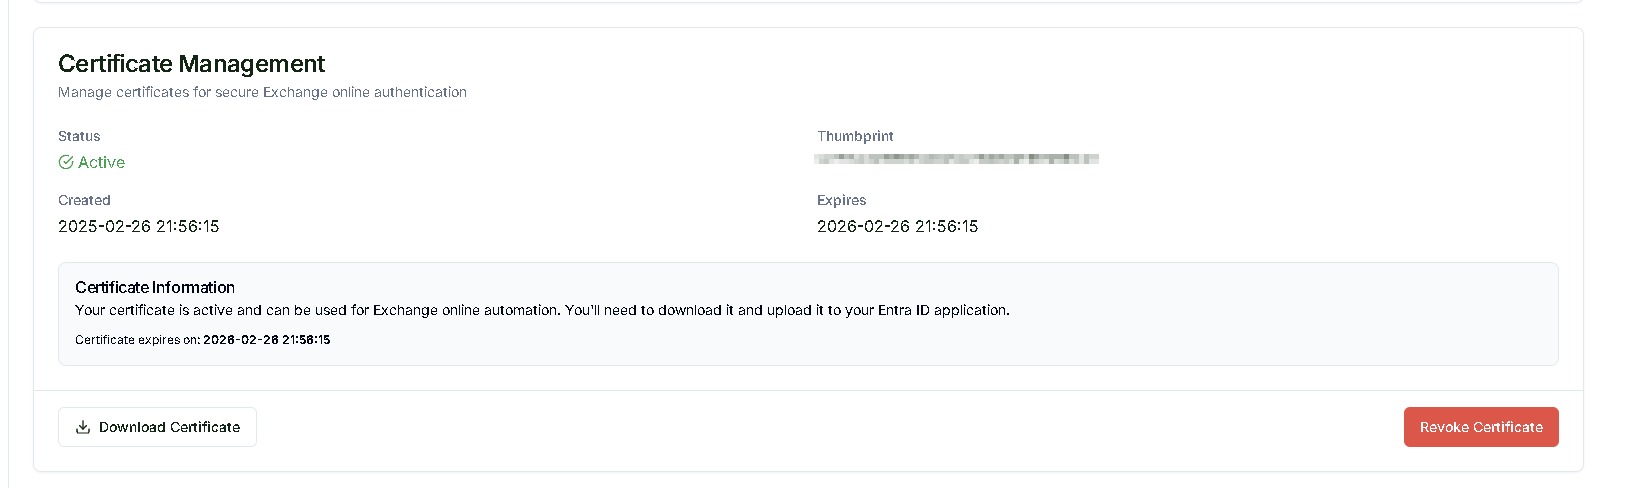 Certificate Management
Manage certificates for secure Exchange online authentication
Status
Active
Thumbprint
Created
2025-02-26 21:56:15
Expires
2026-02-26 21:56:15
Certificate Information
Your certificate is active and can be used for Exchange online automation. You'll need to download it and upload it to your Entra ID application.
Certificate expires on: 2026-02-26 21:56:15
Download Certificate
Revoke Certificate